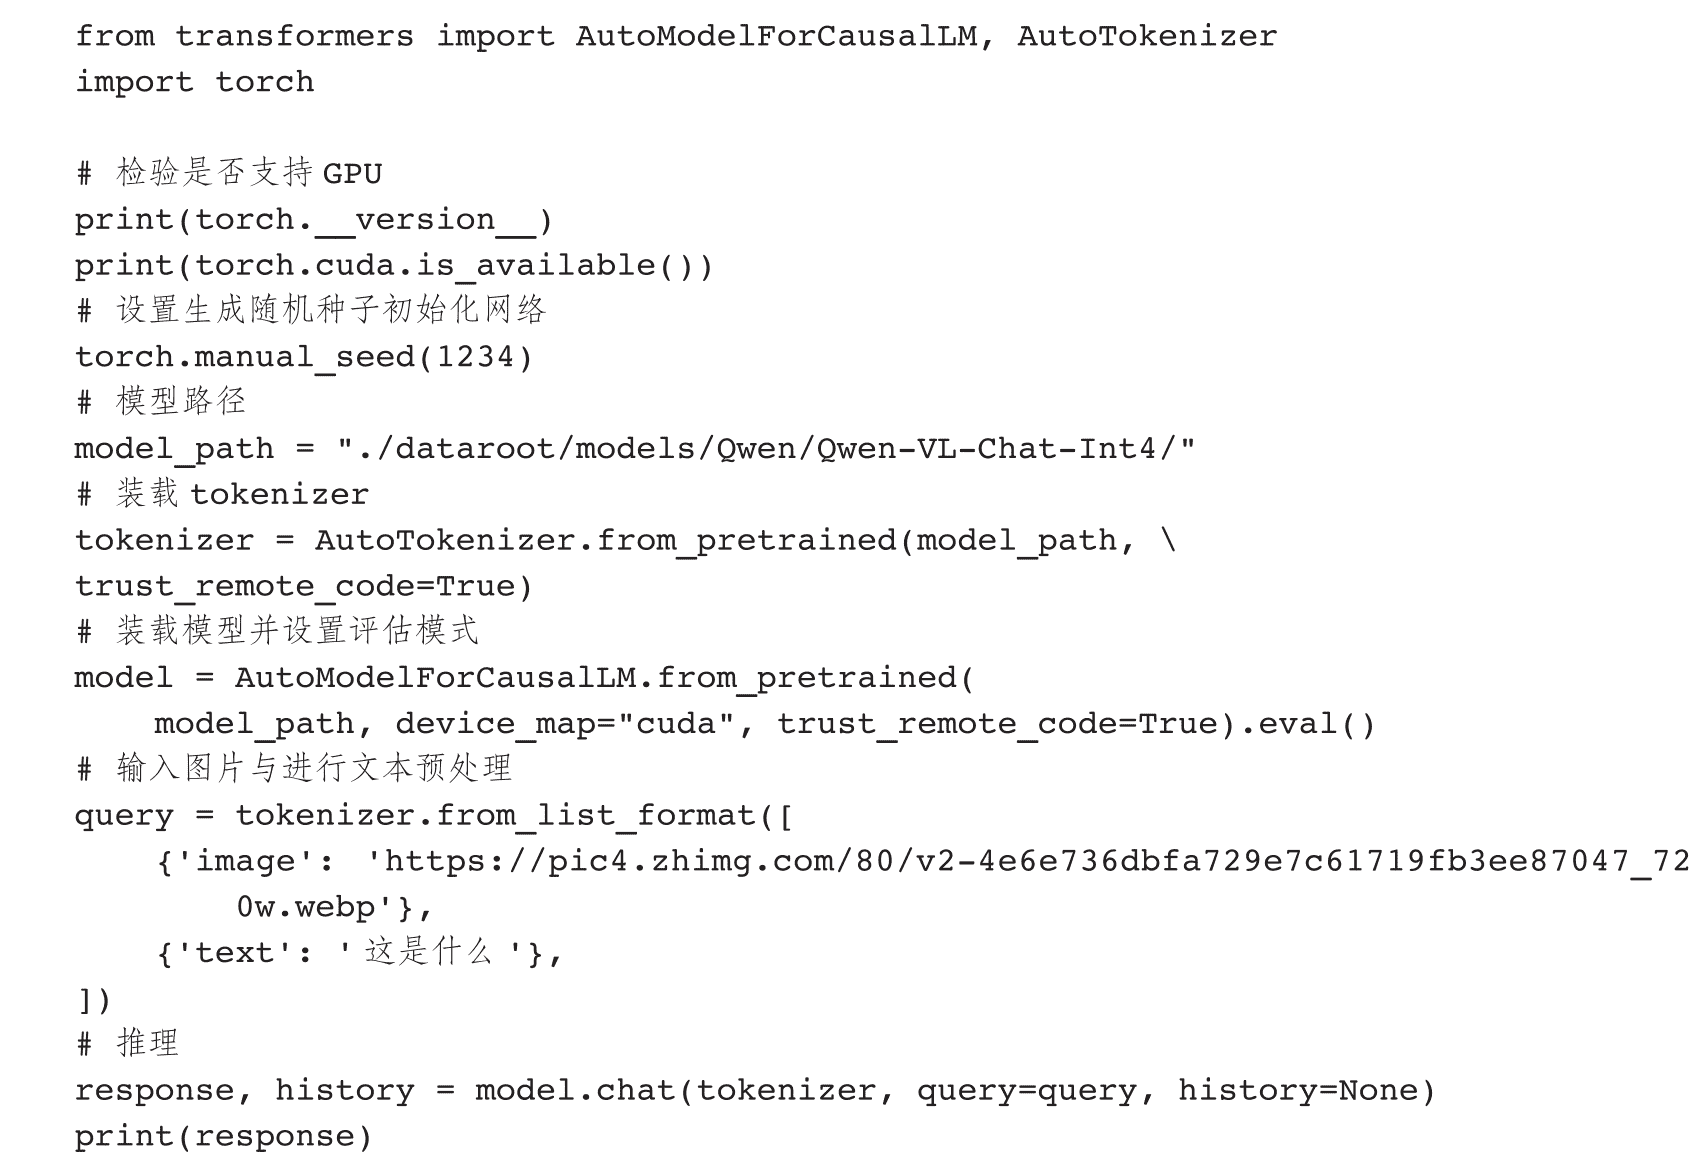 from transformers import AutoModelForCausalLM, AutoTokenizer
import torch

# 检验是否支持 GPU
print(torch.__version__)
print(torch.cuda.is_available())
# 设置生成随机种子初始化网络
torch.manual_seed(1234)
# 模型路径
model_path = "./dataroot/models/Qwen/Qwen-VL-Chat-Int4/"
# 装载 tokenizer
tokenizer = AutoTokenizer.from_pretrained(model_path, \
trust_remote_code=True)
# 装载模型并设置评估模式
model = AutoModelForCausalLM.from_pretrained(
    model_path, device_map="cuda", trust_remote_code=True).eval()
# 输入图片与进行文本预处理
query = tokenizer.from_list_format([
    {'image': 'https://pic4.zhimg.com/80/v2-4e6e736dbfa729e7c61719fb3ee87047_72
        0w.webp'},
    {'text': '这是什么 '},
])
# 推理
response, history = model.chat(tokenizer, query=query, history=None)
print(response)